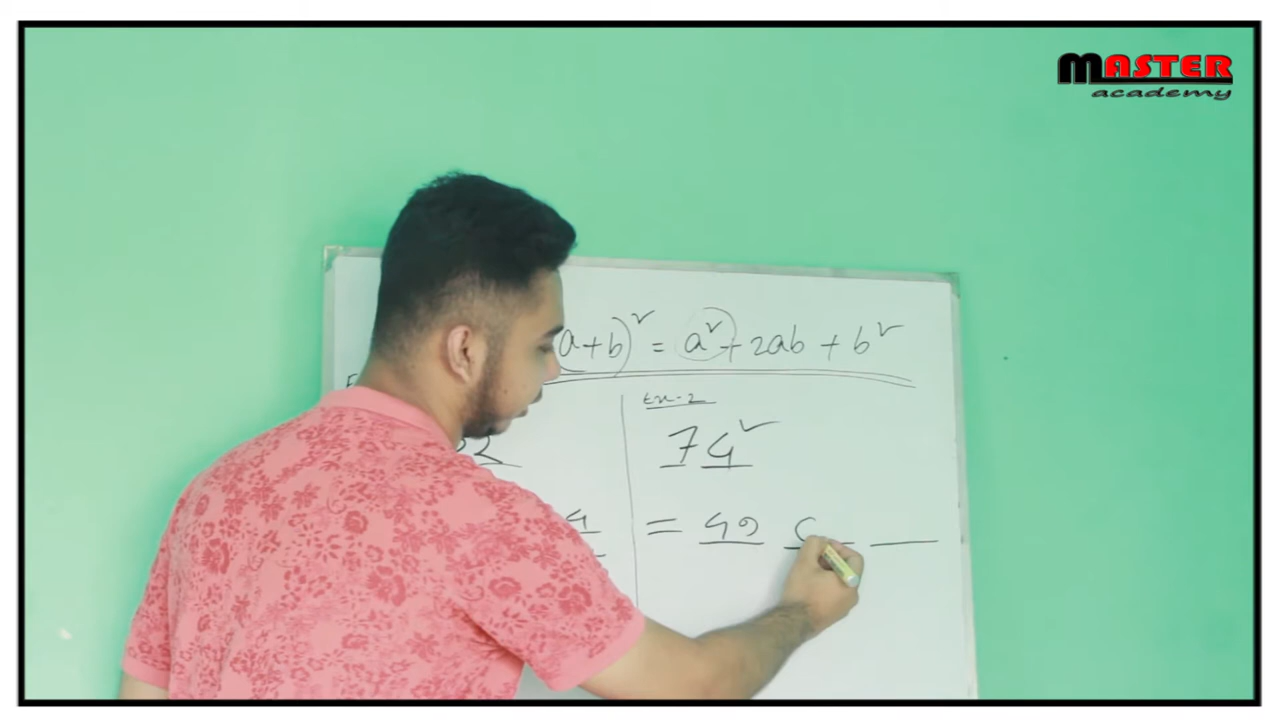 MASTER
academy
a+b)² = a² + 2ab + b²
Ex-2
74²
= 49